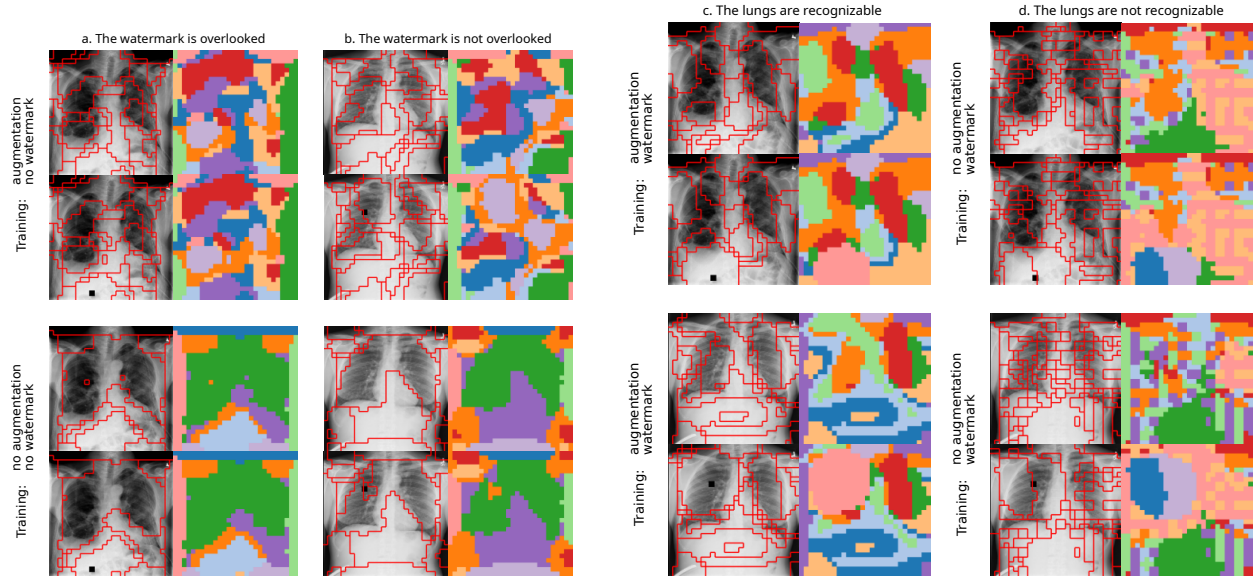 a. The watermark is overlooked
b. The watermark is not overlooked
c. The lungs are recognizable
d. The lungs are not recognizable
Training:
augmentation
no watermark
Training:
augmentation
watermark
Training:
no augmentation
watermark
Training:
no augmentation
no watermark
Training:
augmentation
watermark
Training:
no augmentation
watermark